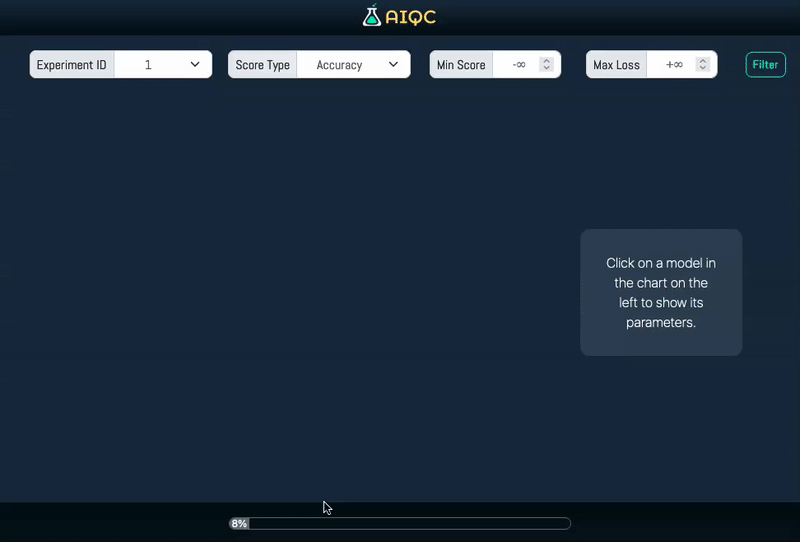 AIQC
Experiment ID 1 Score Type Accuracy Min Score -∞ Max Loss +∞ Filter
Click on a model in
the chart on the
left to show its
parameters.
8%